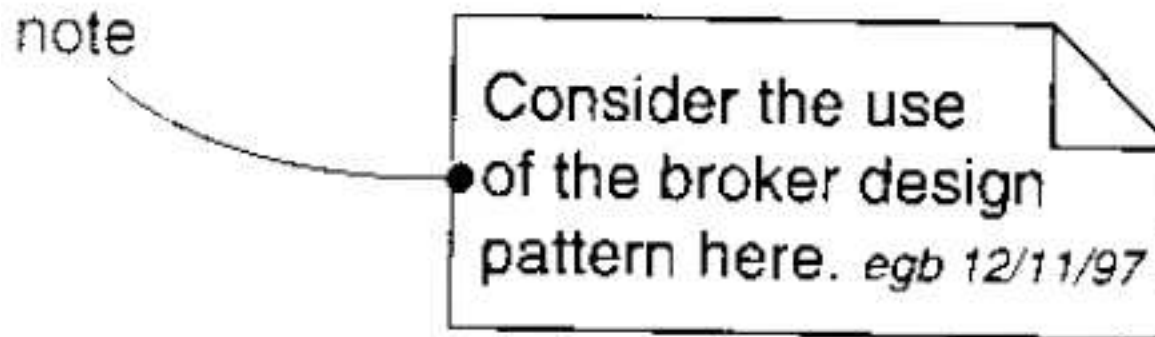 note
Consider the use
of the broker design
pattern here. egb 12/11/97